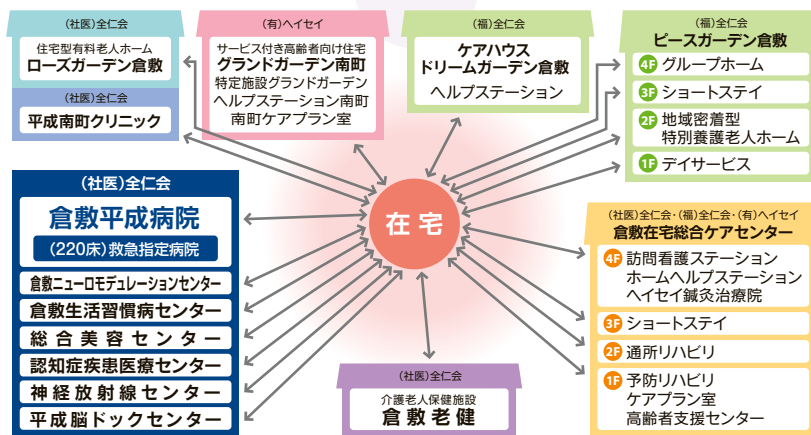 (社医)全仁会
住宅型有料老人ホーム
ローズガーデン倉敷
(社医)全仁会
平成南町クリニック
(有)ヘイセイ
サービス付き高齢者向け住宅
グランドガーデン南町
特定施設グランドガーデン
ヘルプステーション南町
南町ケアプラン室
(福)全仁会
ケアハウス
ドリームガーデン倉敷
ヘルプステーション
(福)全仁会
ピースガーデン倉敷
4F グループホーム
3F ショートステイ
2F 地域密着型
特別養護老人ホーム
1F デイサービス
在宅
(社医)全仁会
倉敷平成病院
(220床)救急指定病院
倉敷ニューロモデュレーションセンター
倉敷生活習慣病センター
総合美容センター
認知症疾患医療センター
神経放射線センター
平成脳ドックセンター
(社医)全仁会
介護老人保健施設
倉敷老健
(社医)全仁会・(福)全仁会・(有)ヘイセイ
倉敷在宅総合ケアセンター
4F 訪問看護ステーション
ホームヘルプステーション
ヘイセイ鍼灸治療院
3F ショートステイ
2F 通所リハビリ
1F 予防リハビリ
ケアプラン室
高齢者支援センター